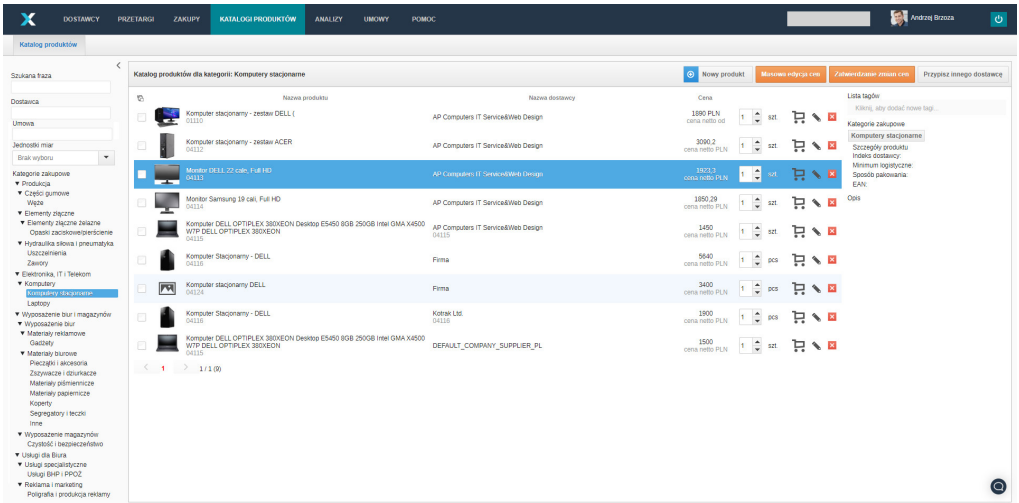 DOSTAWCY PRZETARGI ZAKUPY KATALOGI PRODUKTÓW ANALIZY UMOWY POMOC Andrzej Brzoza
Katalog produktów
Szukana fraza
Dostawca
Umowa
Jednostki miar
Brak wyboru
Kategorie zakupowe
Produkcja
Części gumowe
Węże
Elementy złączne
Elementy złączne żelazne
Opaski zaciskowe/pierścienie
Hydraulika siłowa i pneumatyka
Uszczelnienia
Zawory
Elektronika, IT i Telekom
Komputery
Komputery stacjonarne
Laptopy
Wyposażenie biur i magazynów
Wyposażenie biur
Materiały reklamowe
Gadżety
Materiały biurowe
Pieczątki i akcesoria
Zszywacze i dziurkacze
Materiały piśmiennicze
Materiały papiernicze
Koperty
Segregatory i teczki
Inne
Wyposażenie magazynów
Czystość i bezpieczeństwo
Usługi dla Biura
Usługi specjalistyczne
Usługi BHP i PPOŻ
Reklama i marketing
Poligrafia i produkcja reklamy
Katalog produktów dla kategorii: Komputery stacjonarne
Nowy produkt Masowa edycja cen Zatwierdzanie zmian cen Przypisz innego dostawcę
Nazwa produktu Nazwa dostawcy Cena
Komputer stacjonarny - zestaw DELL (
01110
AP Computers IT Service&Web Design
1890 PLN
cena netto od
1 szt.
Komputer stacjonarny - zestaw ACER
04112
AP Computers IT Service&Web Design
3090,2
cena netto PLN
1 szt.
Monitor DELL 22 cale, Full HD
04113
AP Computers IT Service&Web Design
1923,3
cena netto PLN
1 szt.
Monitor Samsung 19 cali, Full HD
04114
AP Computers IT Service&Web Design
1850,29
cena netto PLN
1 szt.
Komputer DELL OPTIPLEX 380XEON Desktop E5450 8GB 250GB Intel GMA X4500
W7P DELL OPTIPLEX 380XEON
04115
AP Computers IT Service&Web Design
04115
1450
cena netto PLN
1 szt.
Komputer Stacjonarny - DELL
04116
Firma
5640
cena netto PLN
1 pcs
Komputer stacjonarny DELL
04124
Firma
3400
cena netto PLN
1 pcs
Komputer Stacjonarny - DELL
04116
Kotrak Ltd.
04116
1900
cena netto PLN
1 pcs
Komputer DELL OPTIPLEX 380XEON Desktop E5450 8GB 250GB Intel GMA X4500
W7P DELL OPTIPLEX 380XEON
04115
DEFAULT_COMPANY_SUPPLIER_PL
1500
cena netto PLN
1 szt.
1 1 / 1 (9)
Lista tagów
Kliknij, aby dodać nowe tagi...
Kategorie zakupowe
Komputery stacjonarne
Szczegóły produktu
Indeks dostawcy:
Minimum logistyczne:
Sposób pakowania:
EAN:
Opis